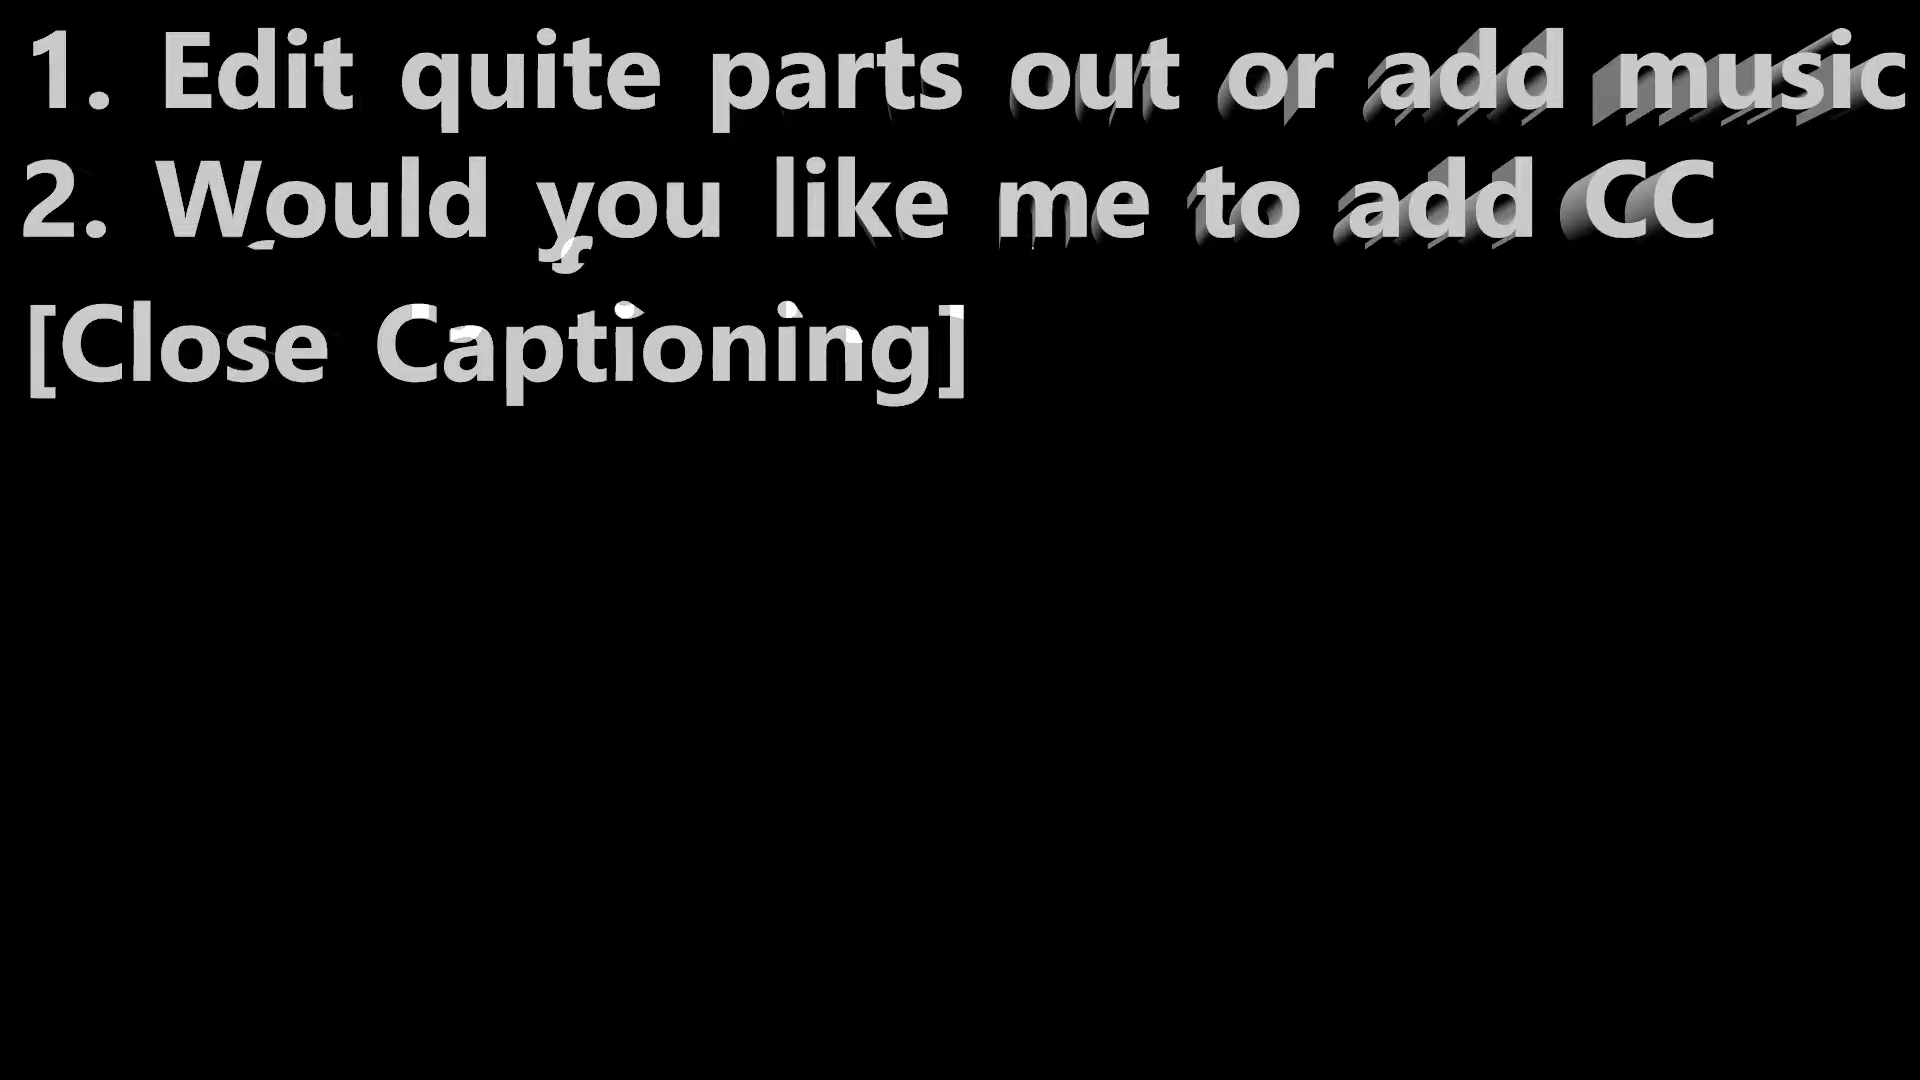 1. Edit quite parts out or add music
2. Would you like me to add CC
[Close Captioning]